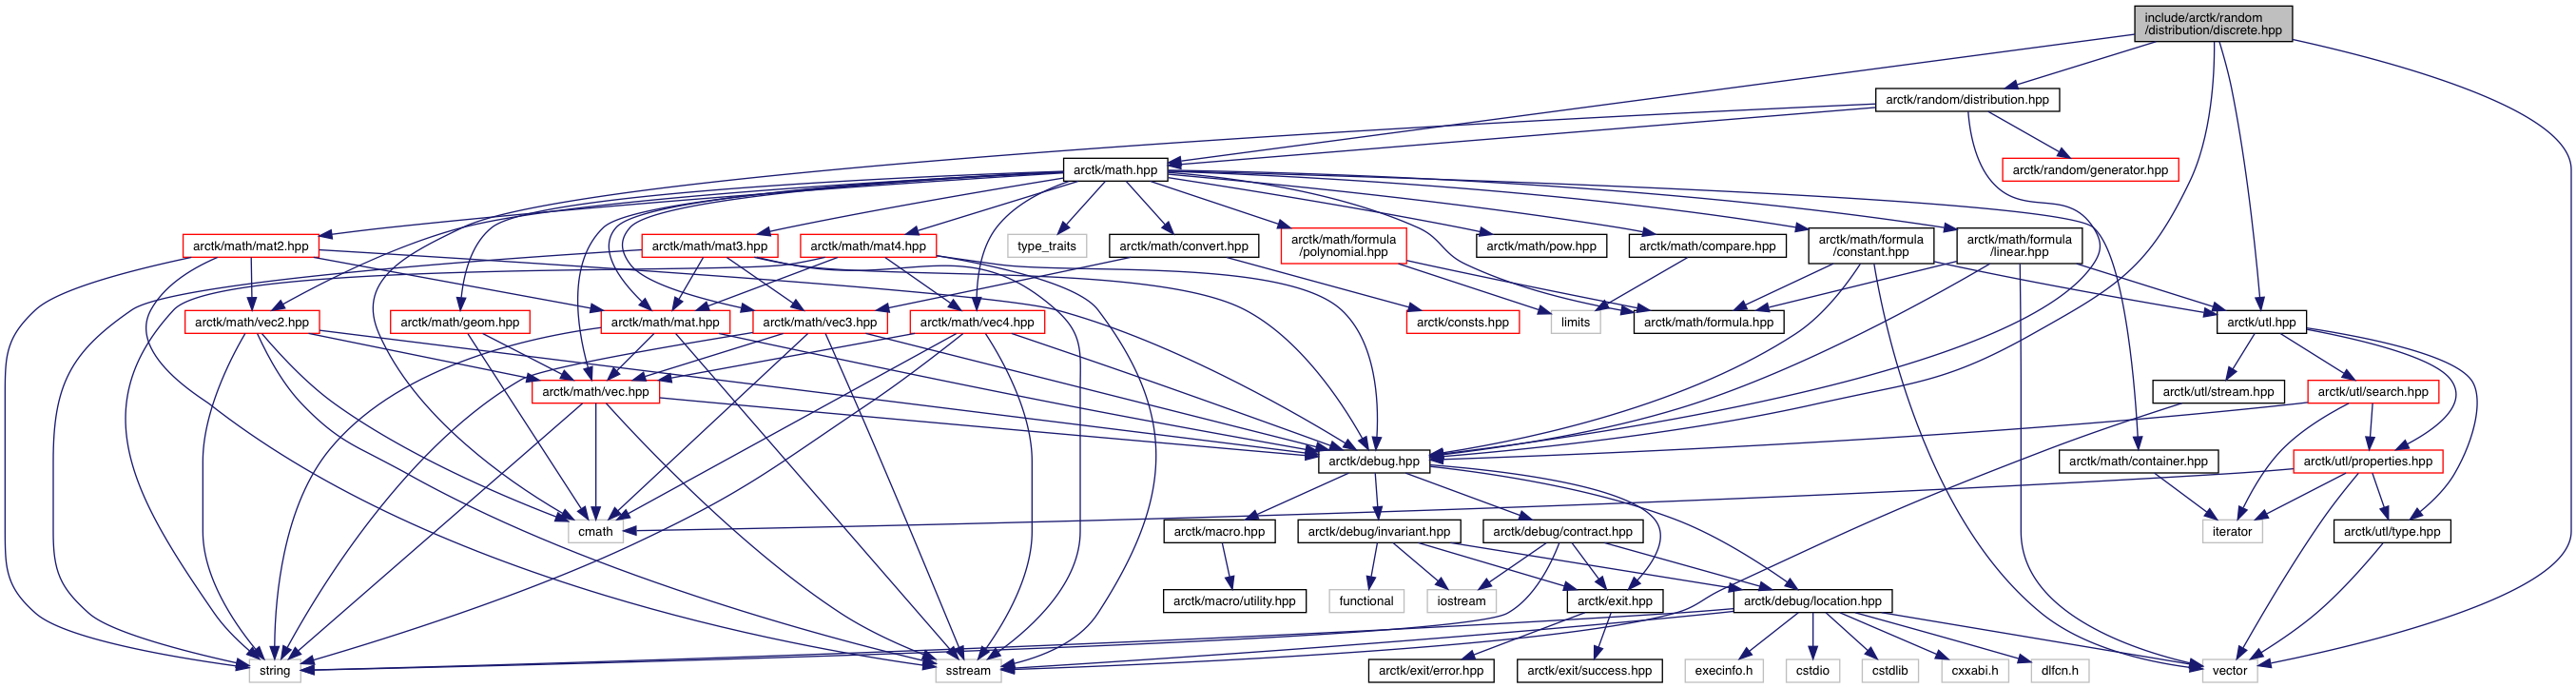 include/arctk/random
/distribution/discrete.hpp
arctk/random/distribution.hpp
arctk/math.hpp
arctk/random/generator.hpp
arctk/math/mat2.hpp
arctk/math/mat3.hpp
arctk/math/mat4.hpp
type_traits
arctk/math/convert.hpp
arctk/math/formula
/polynomial.hpp
arctk/math/pow.hpp
arctk/math/compare.hpp
arctk/math/formula
/constant.hpp
arctk/math/formula
/linear.hpp
arctk/math/vec2.hpp
arctk/math/geom.hpp
arctk/math/mat.hpp
arctk/math/vec3.hpp
arctk/math/vec4.hpp
arctk/consts.hpp
limits
arctk/math/formula.hpp
arctk/utl.hpp
arctk/math/vec.hpp
arctk/utl/stream.hpp
arctk/utl/search.hpp
arctk/debug.hpp
arctk/math/container.hpp
arctk/utl/properties.hpp
cmath
arctk/macro.hpp
arctk/debug/invariant.hpp
arctk/debug/contract.hpp
iterator
arctk/utl/type.hpp
arctk/macro/utility.hpp
functional
iostream
arctk/exit.hpp
arctk/debug/location.hpp
string
sstream
arctk/exit/error.hpp
arctk/exit/success.hpp
execinfo.h
cstdio
cstdlib
cxxabi.h
dlfcn.h
vector